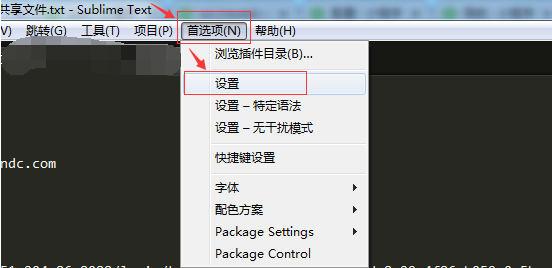 共享文件.txt - Sublime Text
V) 跳转(G) 工具(T) 项目(P) 首选项(N) 帮助(H)
浏览插件目录(B)...
设置
设置 – 特定语法
设置 – 无干扰模式
ndc.com
快捷键设置
字体
配色方案
Package Settings
Package Control